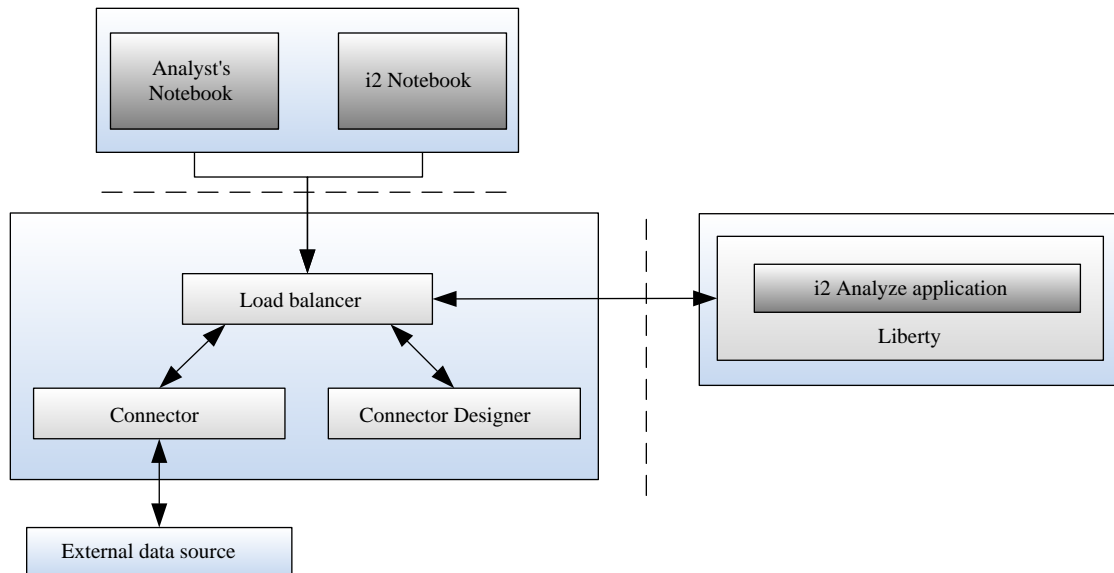 Analyst's
Notebook
i2 Notebook
Load balancer
i2 Analyze application
Liberty
Connector
Connector Designer
External data source